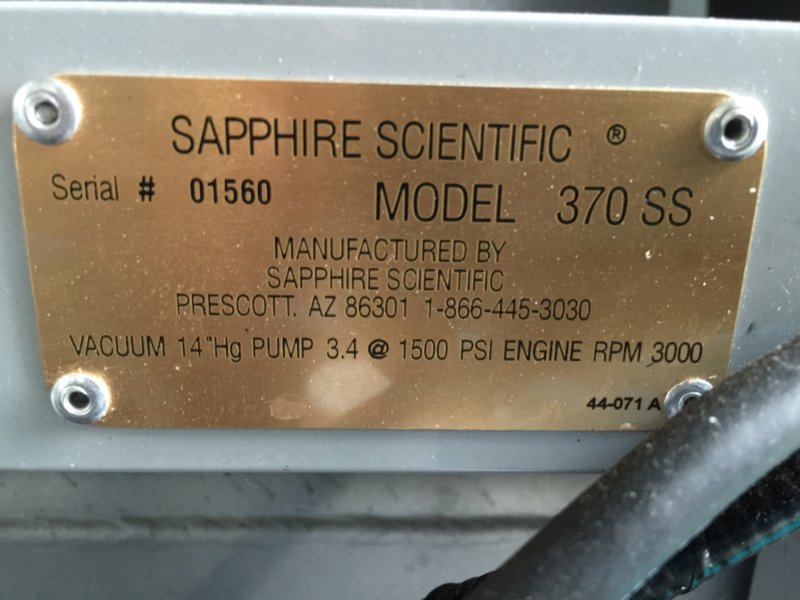 SAPPHIRE SCIENTIFIC ®
Serial # 01560 MODEL 370 SS
MANUFACTURED BY
SAPPHIRE SCIENTIFIC
PRESCOTT. AZ 86301 1-866-445-3030
VACUUM 14"Hg PUMP 3.4 @ 1500 PSI ENGINE RPM 3000
44-071 A